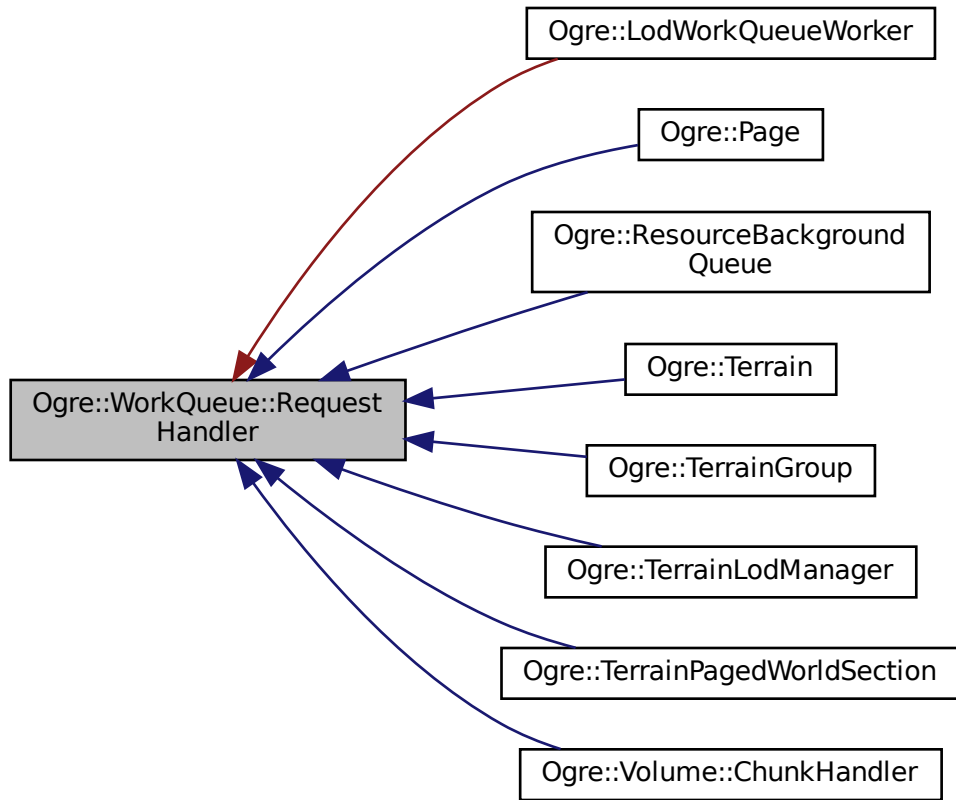 Ogre::LodWorkQueueWorker
Ogre::Page
Ogre::ResourceBackground
Queue
Ogre::Terrain
Ogre::WorkQueue::Request
Handler
Ogre::TerrainGroup
Ogre::TerrainLodManager
Ogre::TerrainPagedWorldSection
Ogre::Volume::ChunkHandler